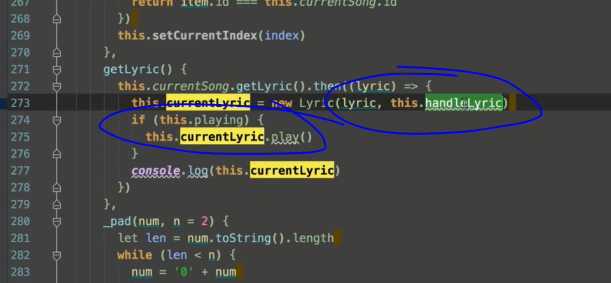 267 return item.id === this.currentSong.id
268 })
269 this.setCurrentIndex(index)
270 },
271 getLyric() {
272 this.currentSong.getLyric().then((lyric) => {
273 this.currentLyric = new Lyric(lyric, this.handleLyric)
274 if (this.playing) {
275 this.currentLyric.play()
276 }
277 console.log(this.currentLyric)
278 })
279 },
280 _pad(num, n = 2) {
281 let len = num.toString().length
282 while (len < n) {
283 num = '0' + num